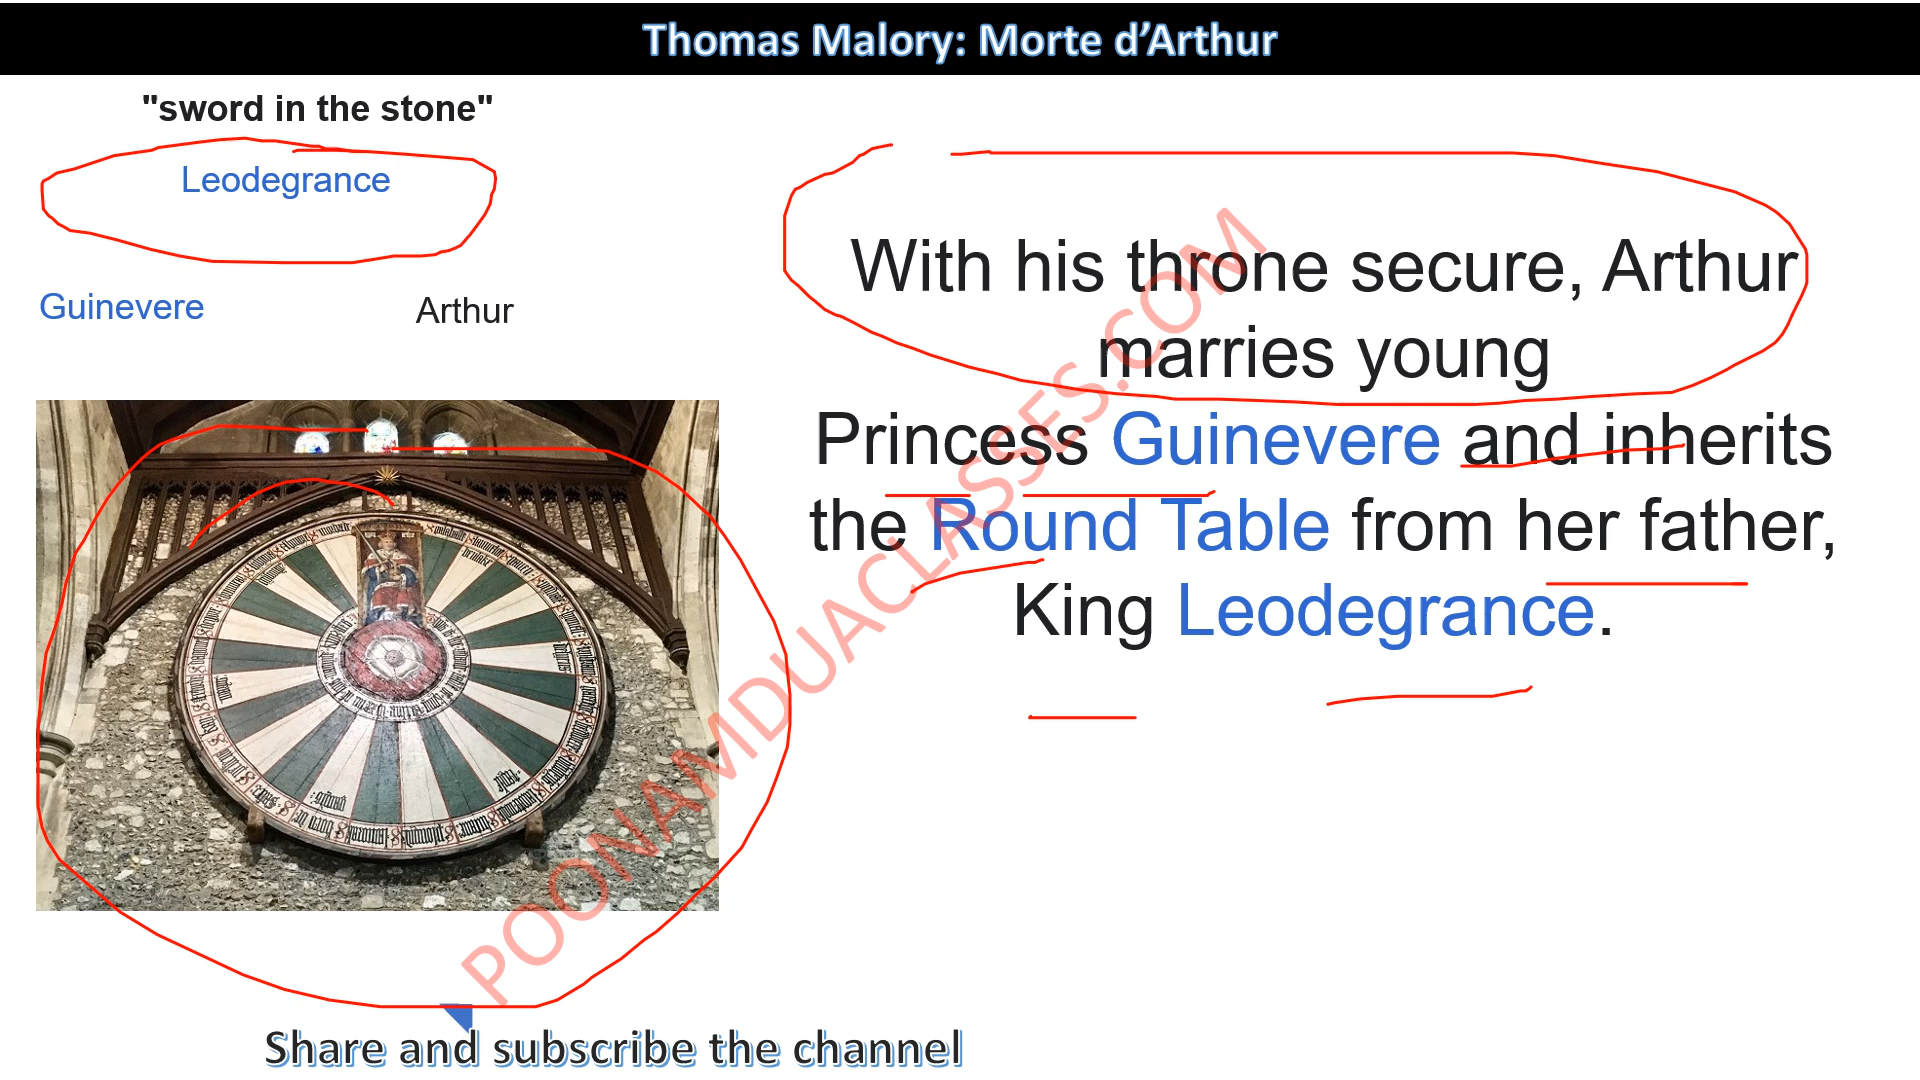 Thomas Malory: Morte d’Arthur
"sword in the stone"
Leodegrance
Guinevere
Arthur
With his throne secure, Arthur
marries young
Princess Guinevere and inherits
the Round Table from her father,
King Leodegrance.
POONAMDUACLASSES.COM
Share and subscribe the channel